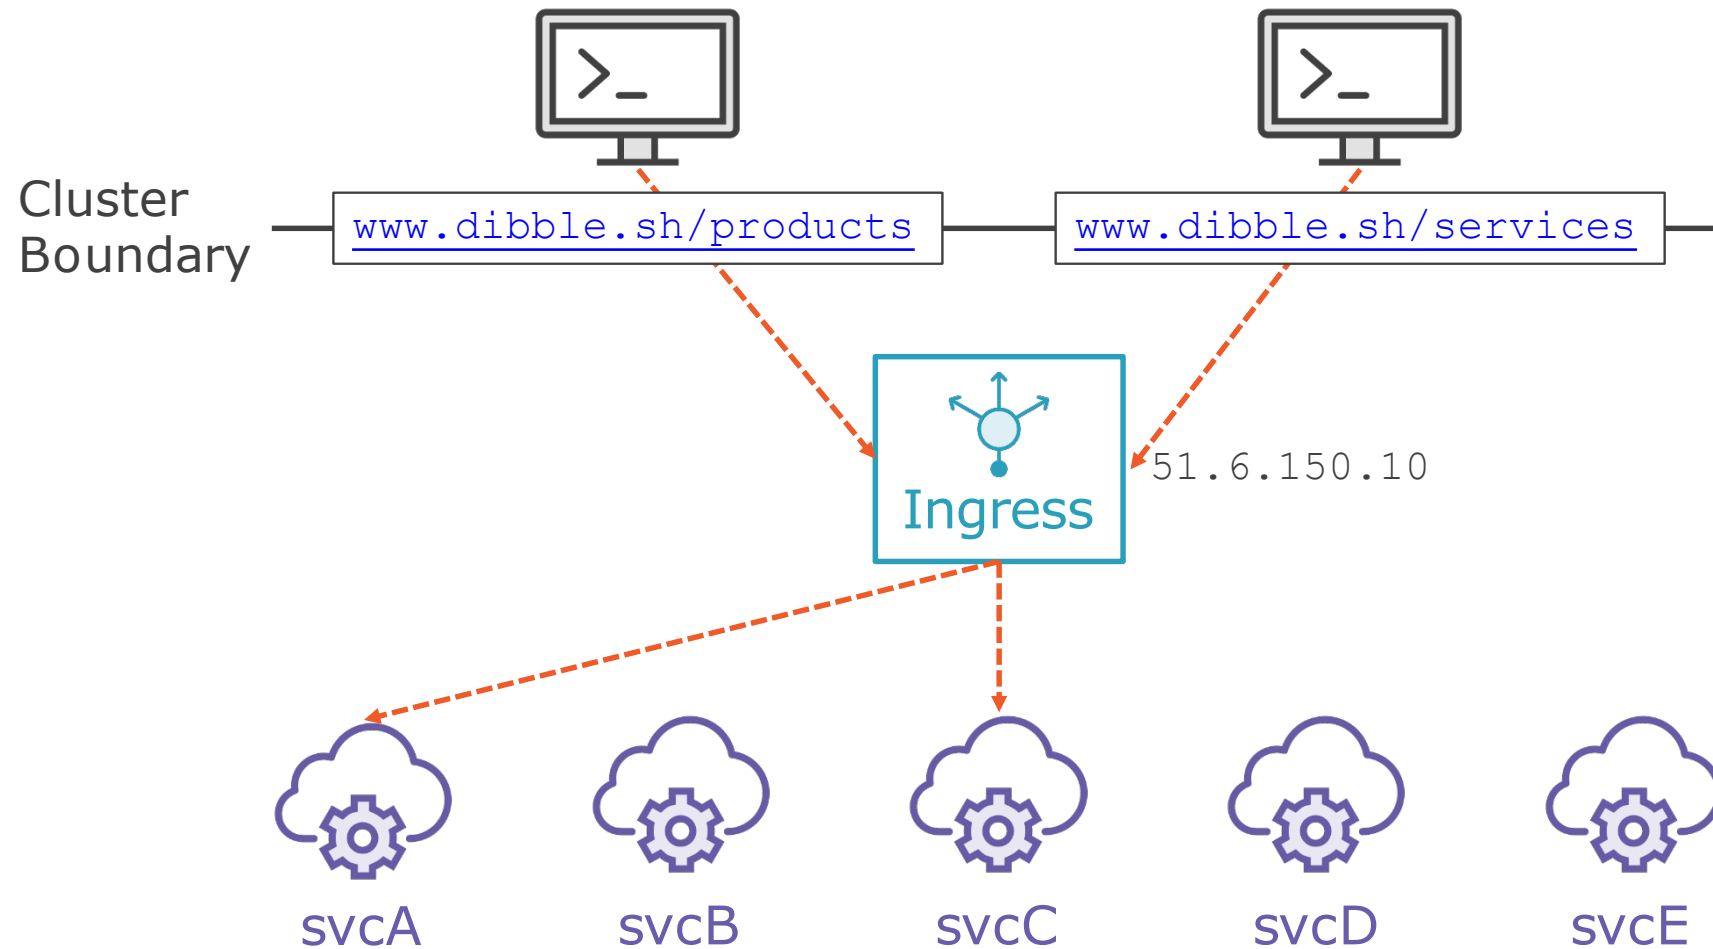 >_
>_
Cluster
Boundary
www.dibble.sh/products
www.dibble.sh/services
51.6.150.10
Ingress
svcA
svcB
svcC
svcD
svcE